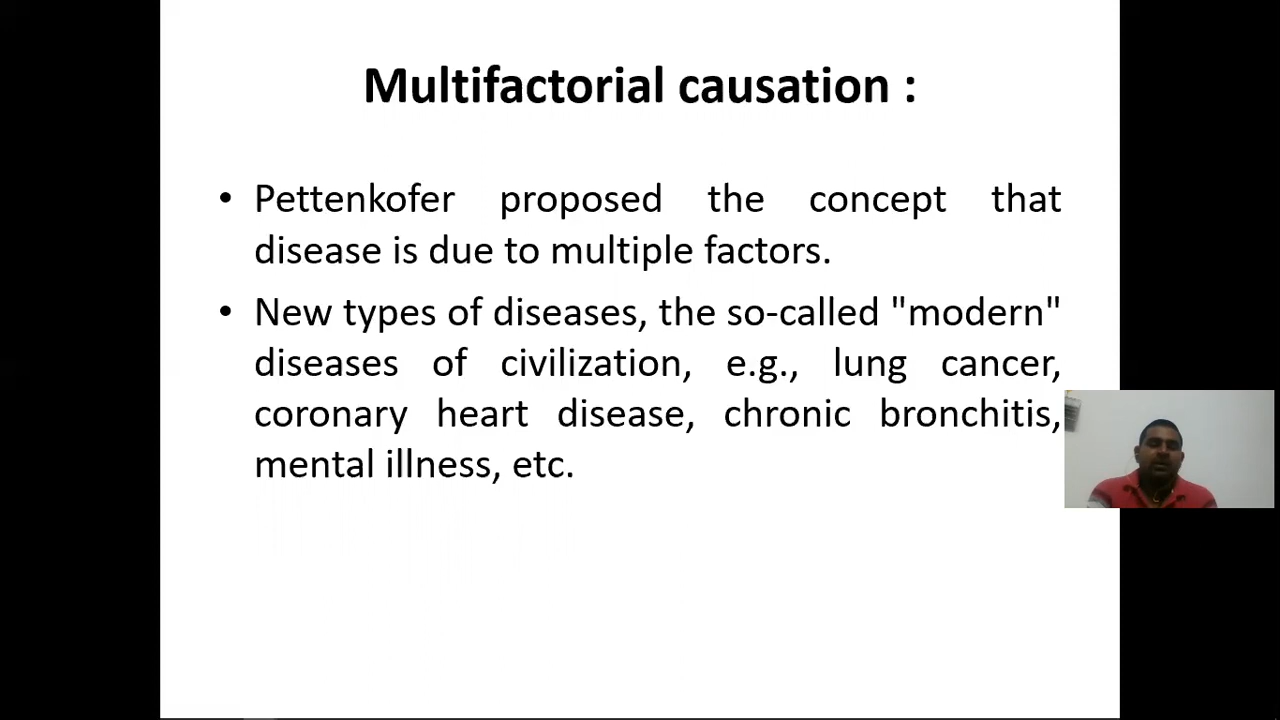 Multifactorial causation :
• Pettenkofer proposed the concept that
disease is due to multiple factors.
• New types of diseases, the so-called "modern"
diseases of civilization, e.g., lung cancer,
coronary heart disease, chronic bronchitis,
mental illness, etc.